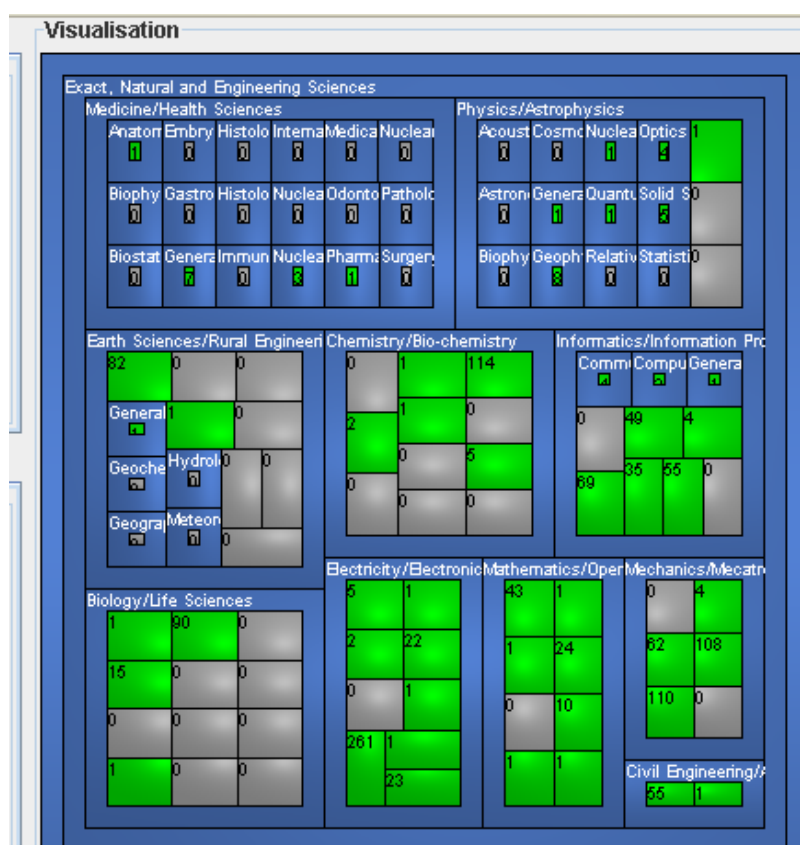 Visualisation
Exact, Natural and Engineering Sciences
Medicine/Health Sciences
Anaton Embry Histolo Interna Medica Nuclear
1 0 0 0 0 0
Biophy Gastro Histolo Nuclea Odonto Patholo
0 0 0 0 0 0
Biostat Genera Immun Nuclea Pharma Surgery
0 7 0 3 1 0
Physics/Astrophysics
Acoust Cosmo Nuclea Optics 1
0 0 1 4
Astron Genera Quantu Solid S 0
0 1 1 5
Biophy Geoph Relativ Statisti 0
0 8 0 0
Earth Sciences/Rural Engineeri
82 0 0
General 1 0
Geoche Hydrol 0 0
0
Geogra Meteor 0
0
Chemistry/Bio-chemistry
0 1 114
2 1 0
0 5
0 0 0
Informatics/Information Pro
Comm Compu Genera
0 49 4
69 35 55 0
Biology/Life Sciences
1 90 0
15 0 0
0 0 0
1 0 0
Electricity/Electronic
5 1
2 22
0 1
261 1
23
Mathematics/Oper
43 1
1 24
0 10
1 1
Mechanics/Mecatr
0 4
62 108
110 0
Civil Engineering/A
55 1